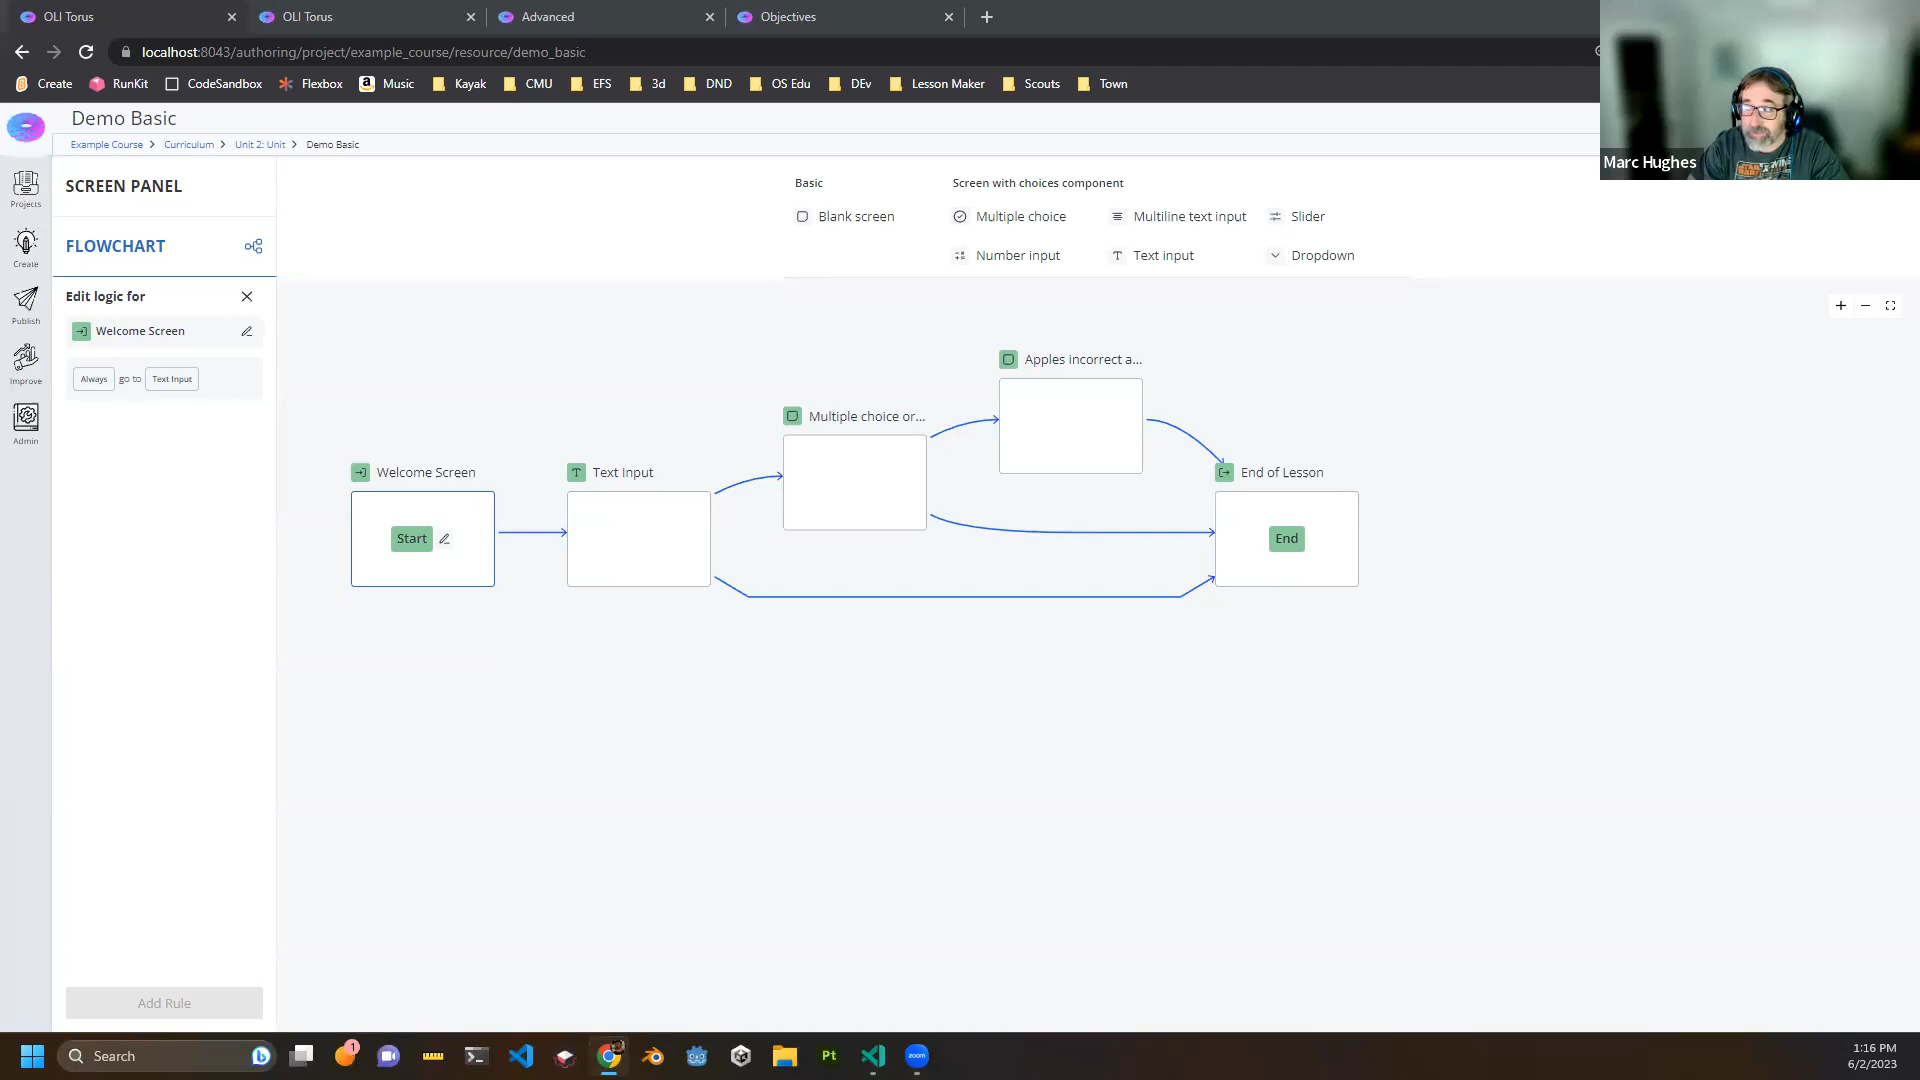 OLI Torus
OLI Torus
Advanced
Objectives
localhost:8043/authoring/project/example_course/resource/demo_basic
Create
RunKit
CodeSandbox
Flexbox
Music
Kayak
CMU
EFS
3d
DND
OS Edu
DEv
Lesson Maker
Scouts
Town
Marc Hughes
Demo Basic
Example Course > Curriculum > Unit 2: Unit > Demo Basic
Projects
Create
Publish
Improve
Admin
SCREEN PANEL
FLOWCHART
Edit logic for
Welcome Screen
Always go to Text Input
Add Rule
Basic
Screen with choices component
Blank screen
Multiple choice
Multiline text input
Slider
Number input
Text input
Dropdown
Apples incorrect a...
Multiple choice or...
Welcome Screen
Text Input
End of Lesson
Start
End
Search
1
Pt
zoom
1:16 PM
6/2/2023